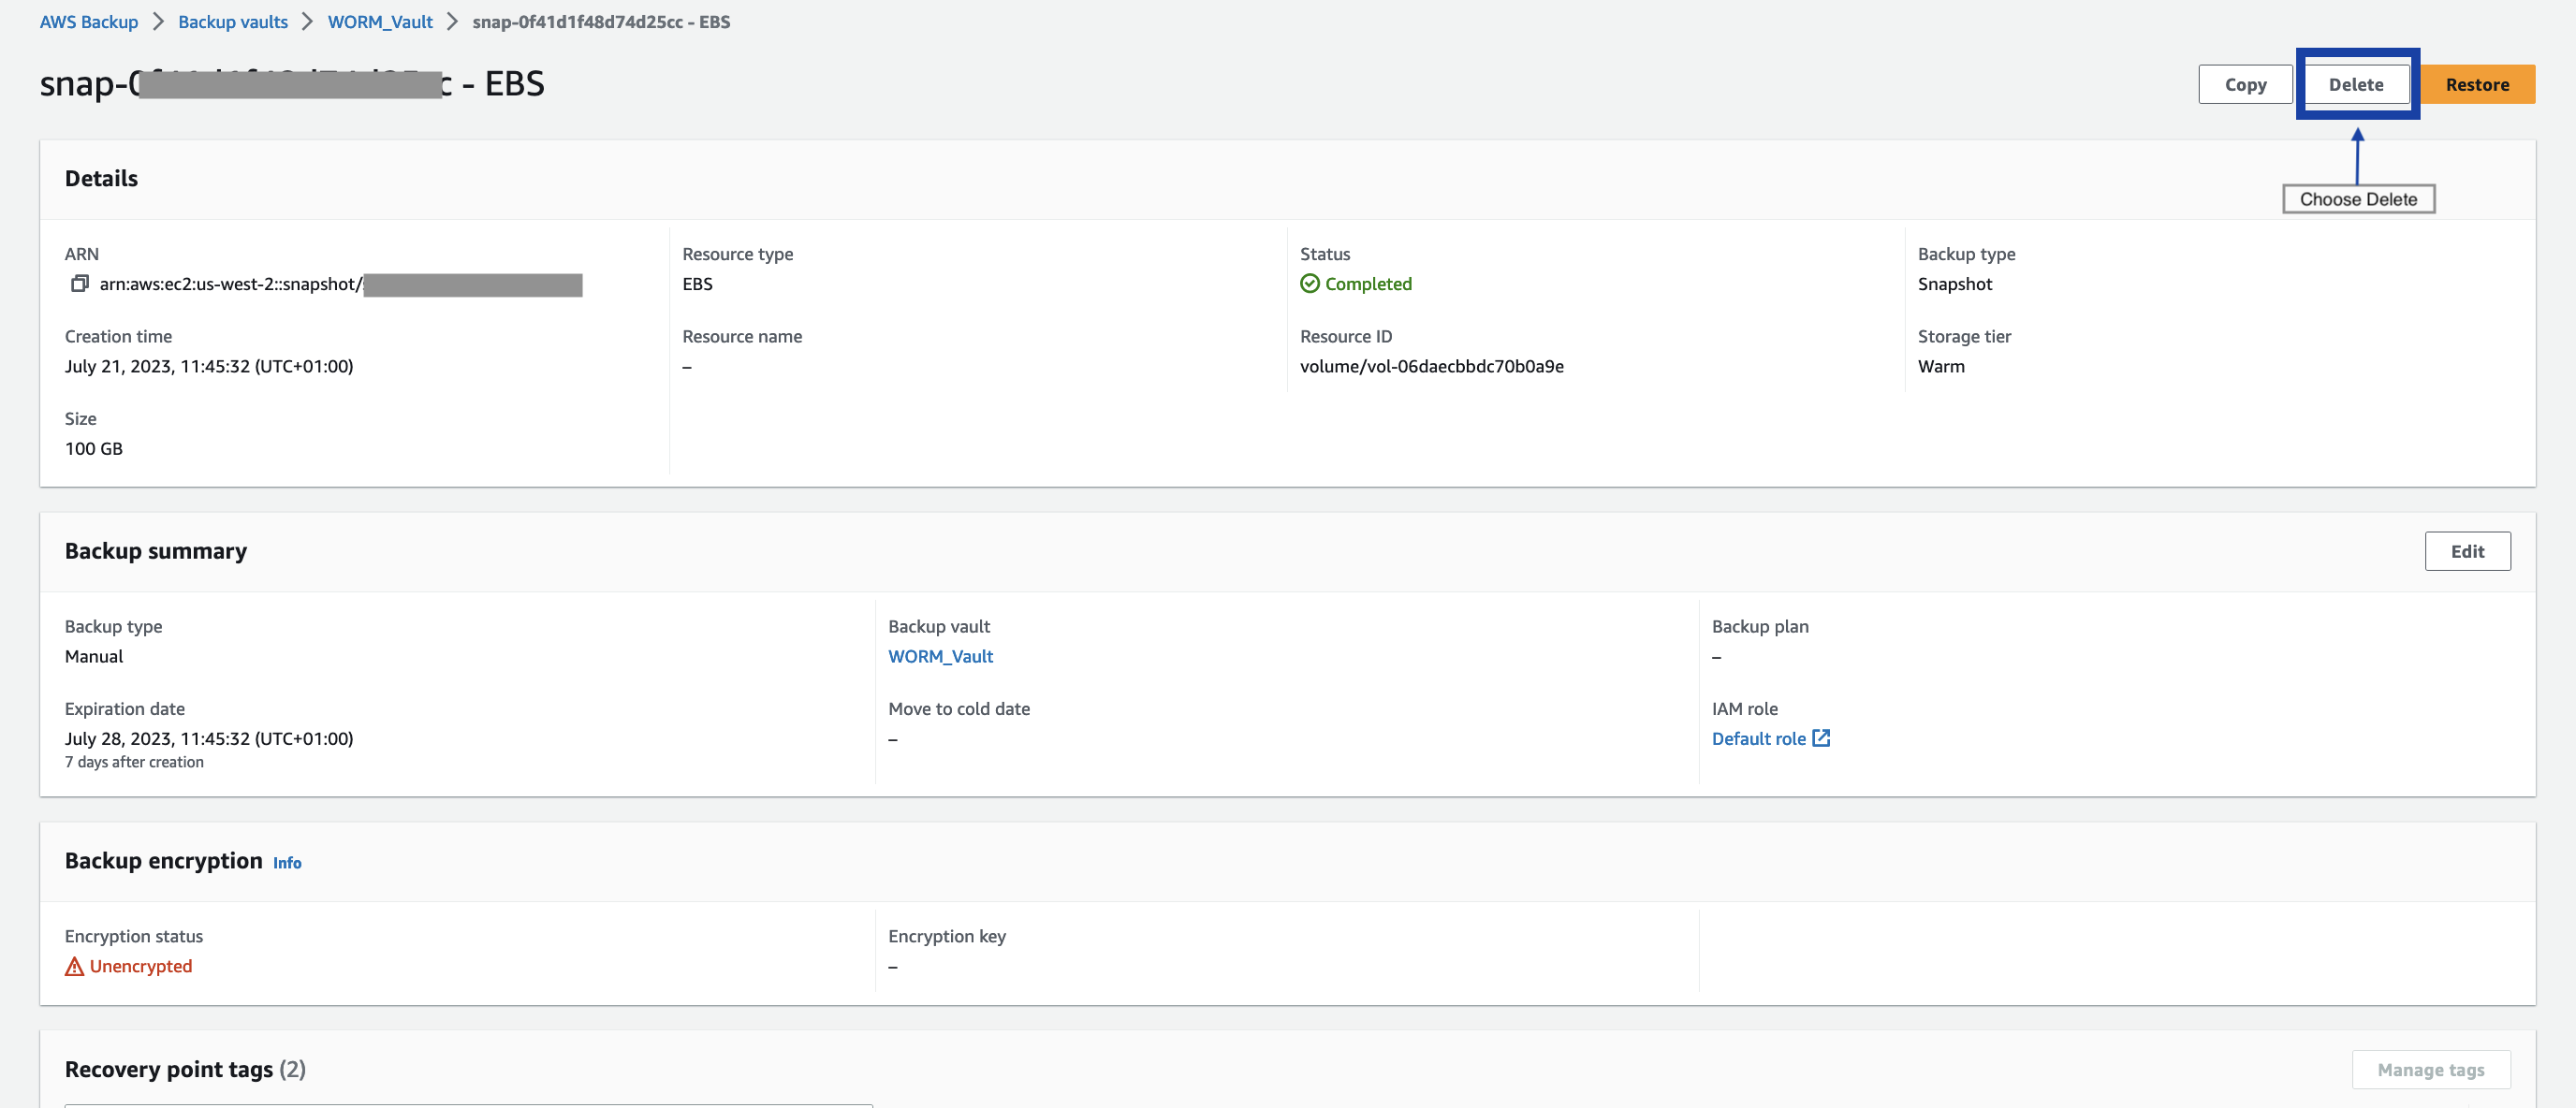 AWS Backup > Backup vaults > WORM_Vault > snap-0f41d1f48d74d25cc - EBS
snap-0 c - EBS
Copy
Delete
Restore
Choose Delete
Details
ARN
arn:aws:ec2:us-west-2::snapshot/
Resource type
EBS
Status
Completed
Backup type
Snapshot
Creation time
July 21, 2023, 11:45:32 (UTC+01:00)
Resource name
–
Resource ID
volume/vol-06daecbbdc70b0a9e
Storage tier
Warm
Size
100 GB
Backup summary
Edit
Backup type
Manual
Backup vault
WORM_Vault
Backup plan
–
Expiration date
July 28, 2023, 11:45:32 (UTC+01:00)
7 days after creation
Move to cold date
–
IAM role
Default role
Backup encryption Info
Encryption status
Unencrypted
Encryption key
–
Recovery point tags (2)
Manage tags